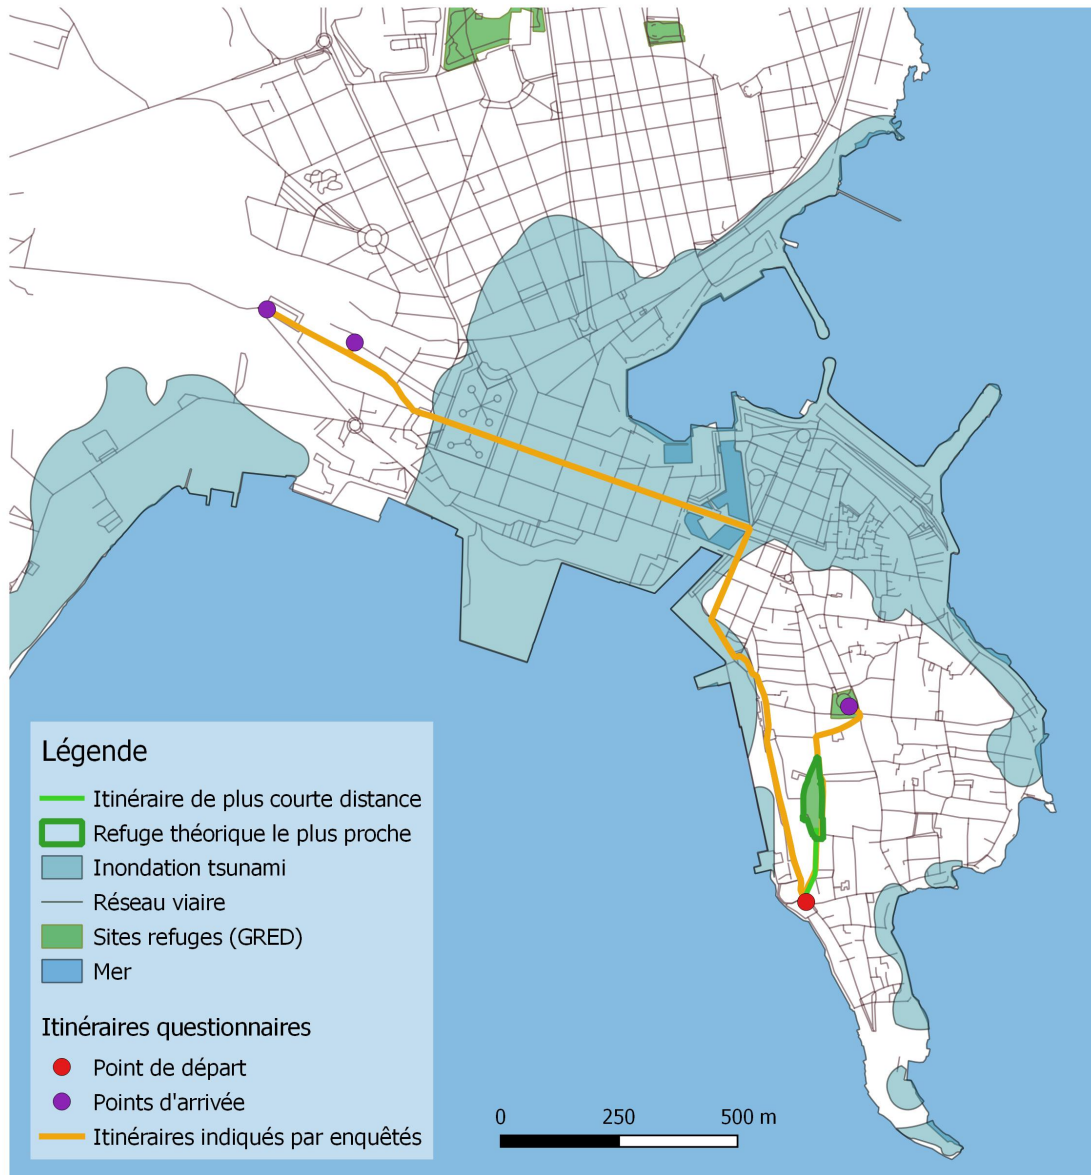 Légende
Itinéraire de plus courte distance
Refuge théorique le plus proche
Inondation tsunami
Réseau viaire
Sites refuges (GRED)
Mer
Itinéraires questionnaires
Point de départ
Points d'arrivée
Itinéraires indiqués par enquêtés
0 250 500 m